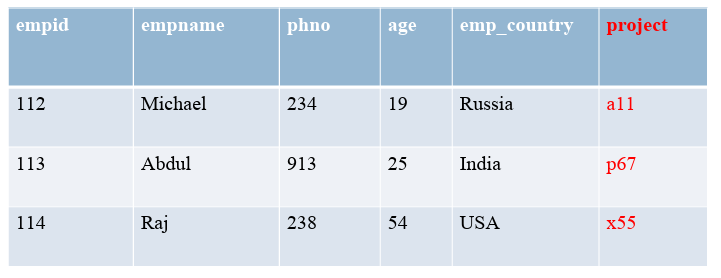 empid empname phno age emp_country project
112 Michael 234 19 Russia a11
113 Abdul 913 25 India p67
114 Raj 238 54 USA x55